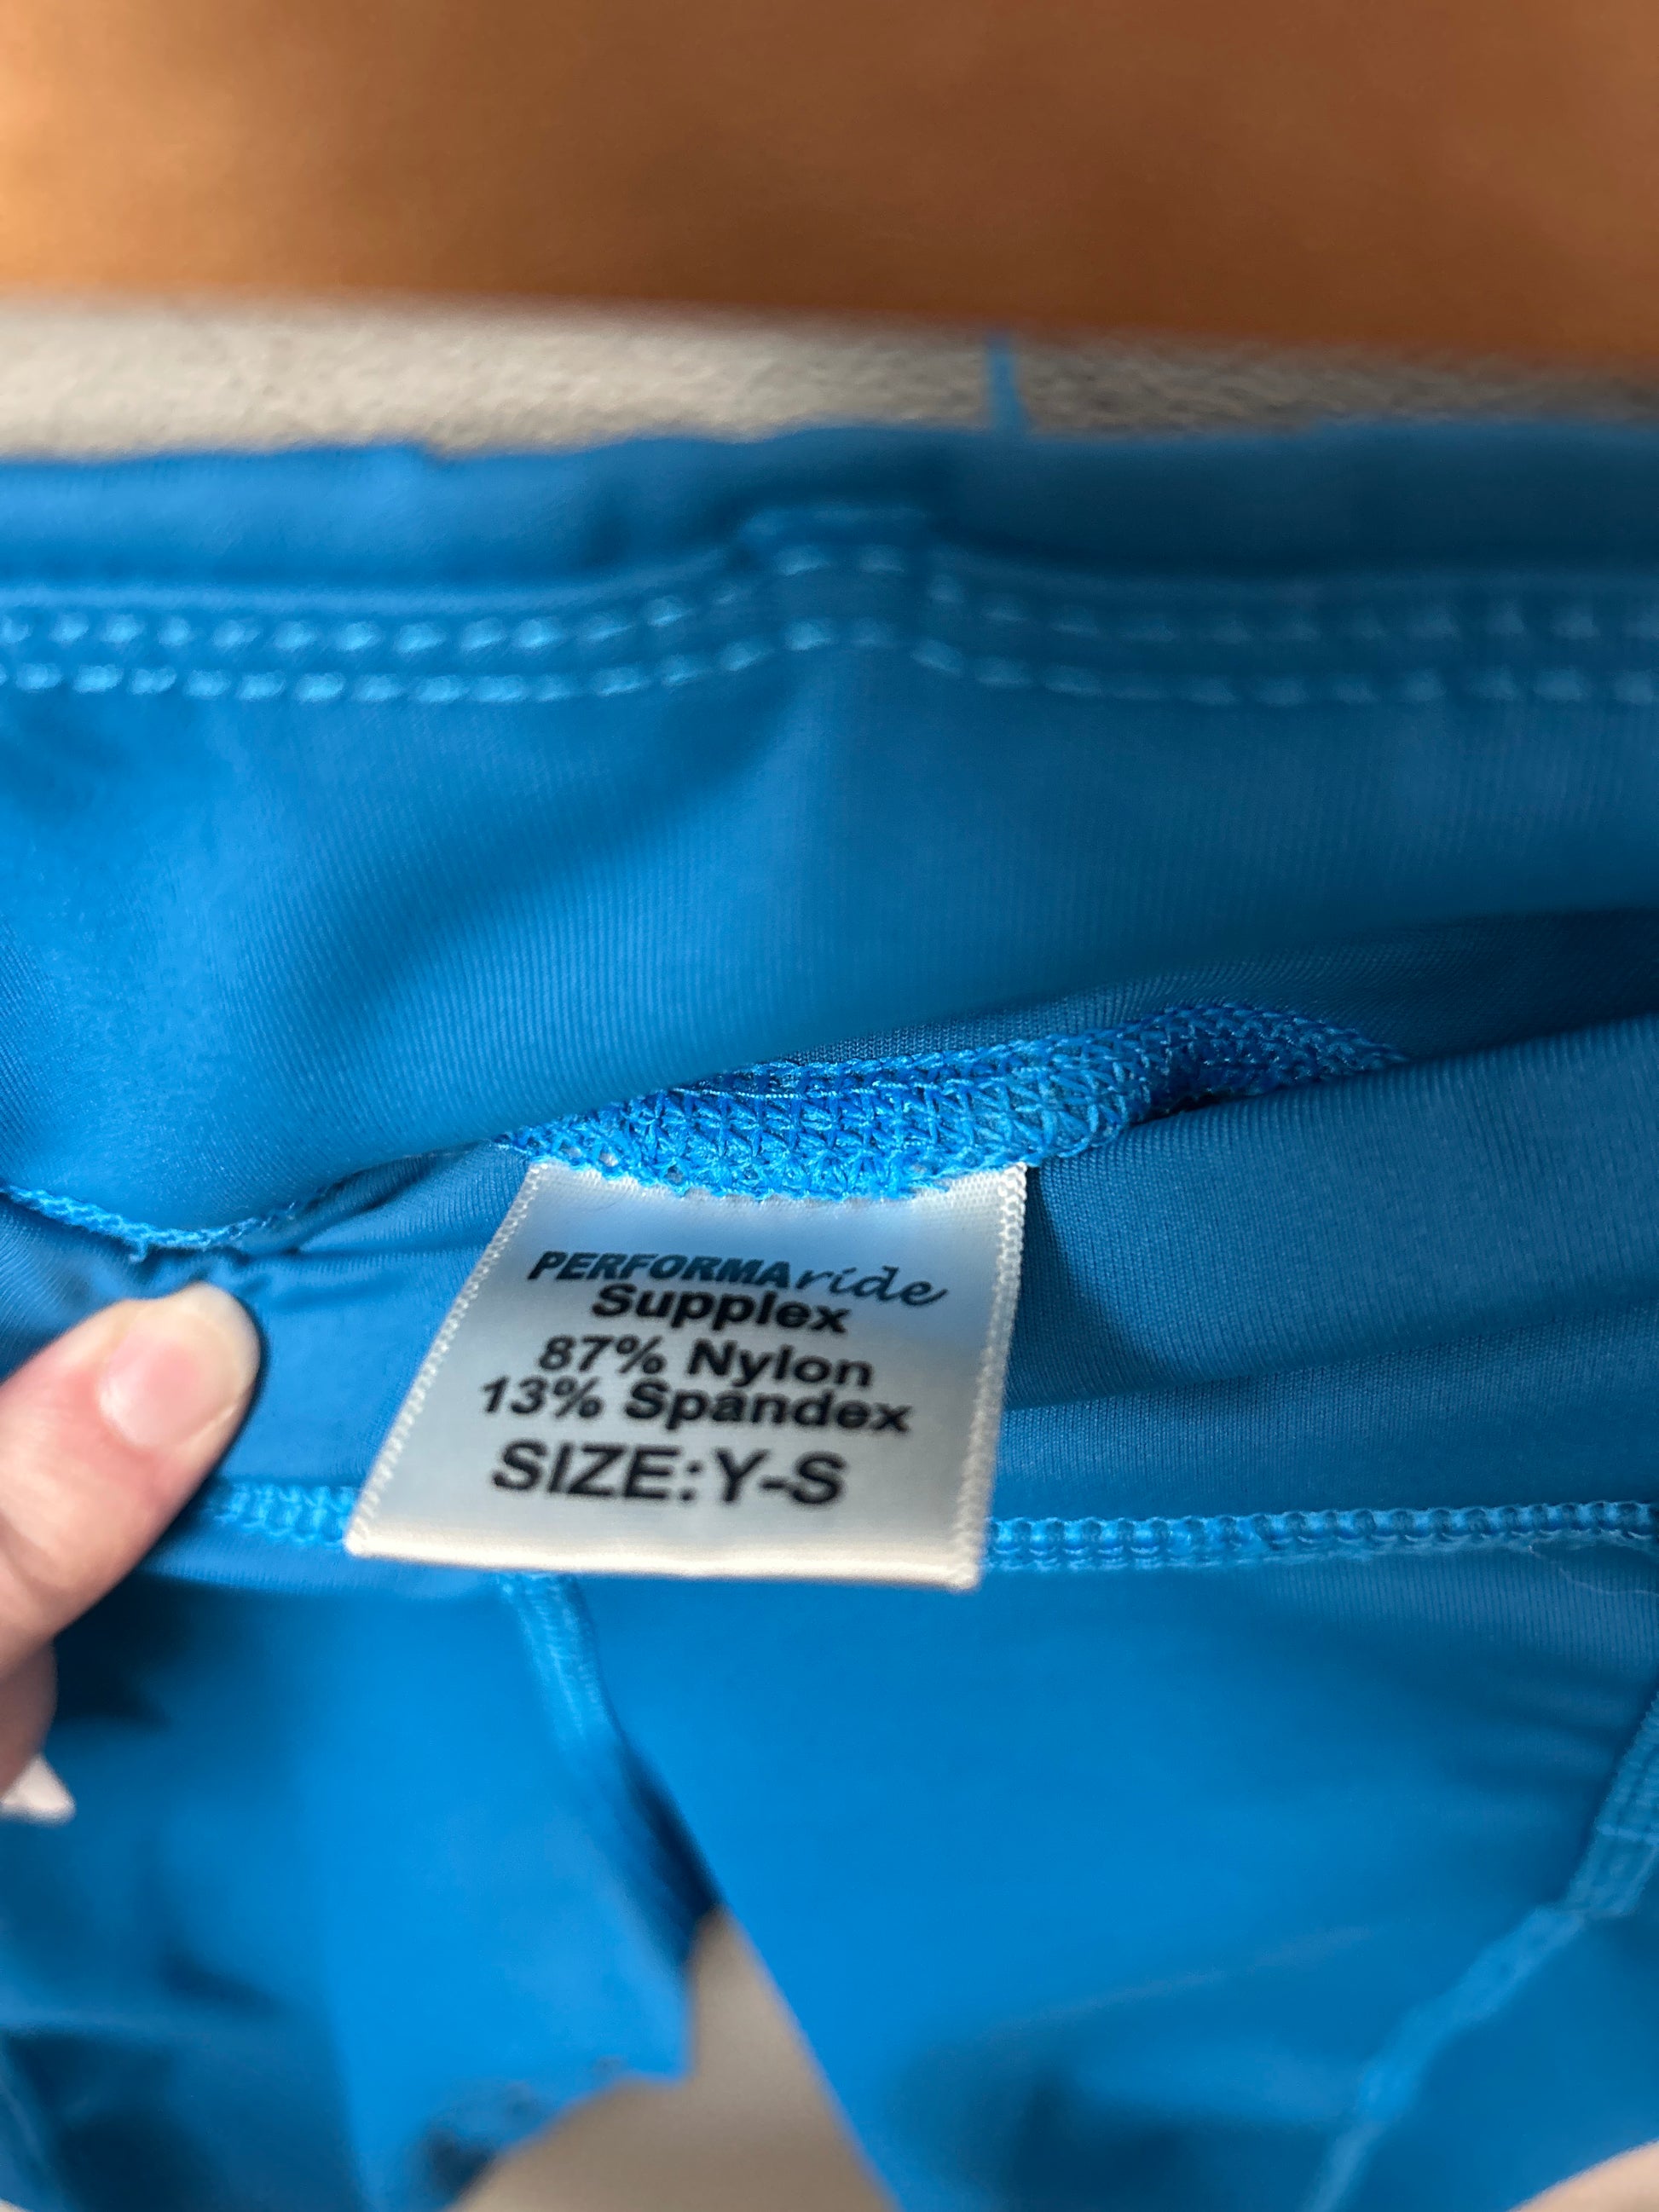 PERFORMAride
Supplex
87% Nylon
13% Spandex
SIZE:Y-S